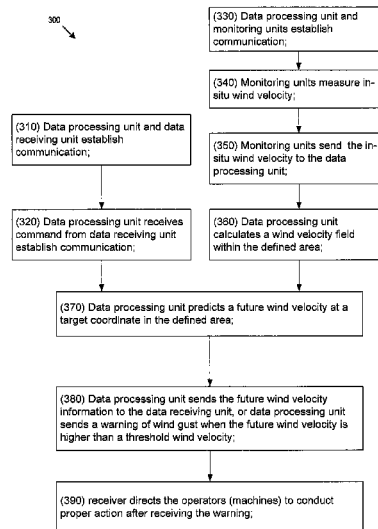 300
(330) Data processing unit and
monitoring units establish
communication;
(340) Monitoring units measure in-
situ wind velocity;
(310) Data processing unit and data
receiving unit establish
communication;
(350) Monitoring units send the in-
situ wind velocity to the data
processing unit;
(320) Data processing unit receives
command from data receiving unit
establish communication;
(360) Data processing unit
calculates a wind velocity field
within the defined area;
(370) Data processing unit predicts a future wind velocity at a
target coordinate in the defined area;
(380) Data processing unit sends the future wind velocity
information to the data receiving unit, or data processing unit
sends a warning of wind gust when the future wind velocity is
higher than a threshold wind velocity;
(390) receiver directs the operators (machines) to conduct
proper action after receiving the warning;